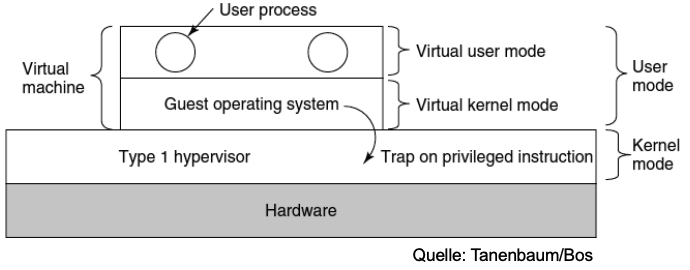 User process
Virtual user mode
Virtual
machine
User
mode
Guest operating system
Virtual kernel mode
Type 1 hypervisor
Trap on privileged instruction
Kernel
mode
Hardware
Quelle: Tanenbaum/Bos